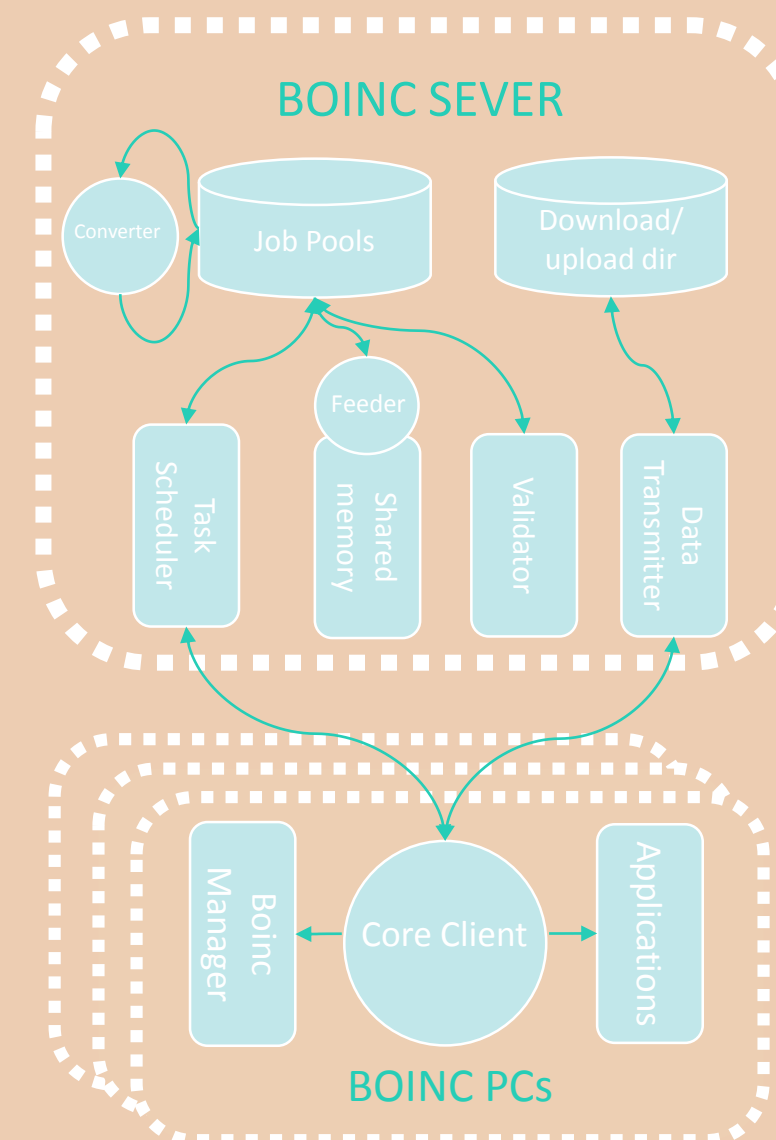 BOINC SEVER
Converter
Job Pools
Download/
upload dir
Feeder
Task
Scheduler
Shared
memory
Validator
Data
Transmitter
Boinc
Manager
Core Client
Applications
BOINC PCs